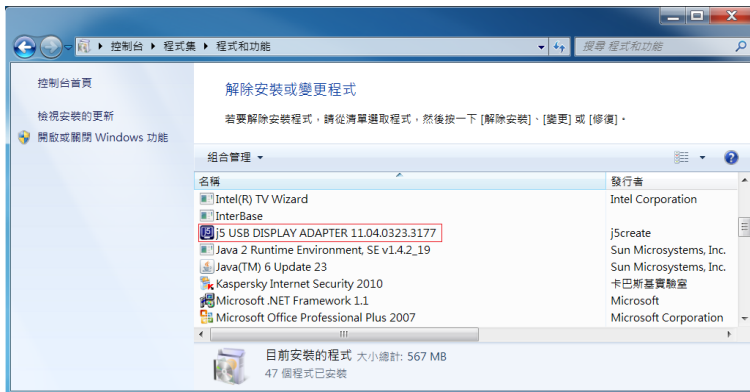 控制台 ▸ 程式集 ▸ 程式和功能
搜尋 程式和功能
控制台首頁
檢視安裝的更新
開啟或關閉 Windows 功能
解除安裝或變更程式
若要解除安裝程式，請從清單選取程式，然後按一下 [解除安裝]、[變更] 或 [修復]。
組合管理
名稱 發行者
Intel(R) TV Wizard Intel Corporation
InterBase
j5 USB DISPLAY ADAPTER 11.04.0323.3177 j5create
Java 2 Runtime Environment, SE v1.4.2_19 Sun Microsystems, Inc.
Java(TM) 6 Update 23 Sun Microsystems, Inc.
Kaspersky Internet Security 2010 卡巴斯基實驗室
Microsoft .NET Framework 1.1 Microsoft
Microsoft Office Professional Plus 2007 Microsoft Corporation
目前安裝的程式 大小總計: 567 MB
47 個程式已安裝